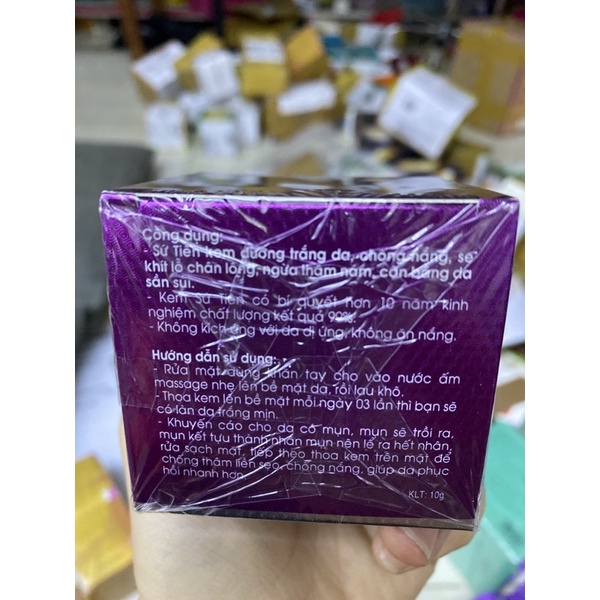 Công dụng:
- Sứ Tiên kem dưỡng trắng da, chống nắng, se
khít lỗ chân lông, ngừa thâm nám, cân bằng da
sần sùi.
- Kem Sứ Tiên có bí quyết hơn 10 năm kinh
nghiệm chất lượng kết quả 90%.
- Không kích ứng với da dị ứng, không ăn nắng.
Hướng dẫn sử dụng:
- Rửa mặt dùng khăn tay cho vào nước ấm
massage nhẹ lên bề mặt da, rồi lau khô.
- Thoa kem lên bề mặt mỗi ngày 03 lần thì bạn sẽ
có làn da trắng mịn.
- Khuyến cáo cho da có mụn, mụn sẽ trồi ra,
mụn kết tựu thành nhân mụn nên lể ra hết nhân,
rửa sạch mặt, tiếp theo thoa kem trên mặt để
chống thâm liền sẹo, chống nắng, giúp da phục
hồi nhanh hơn.
KLT: 10g